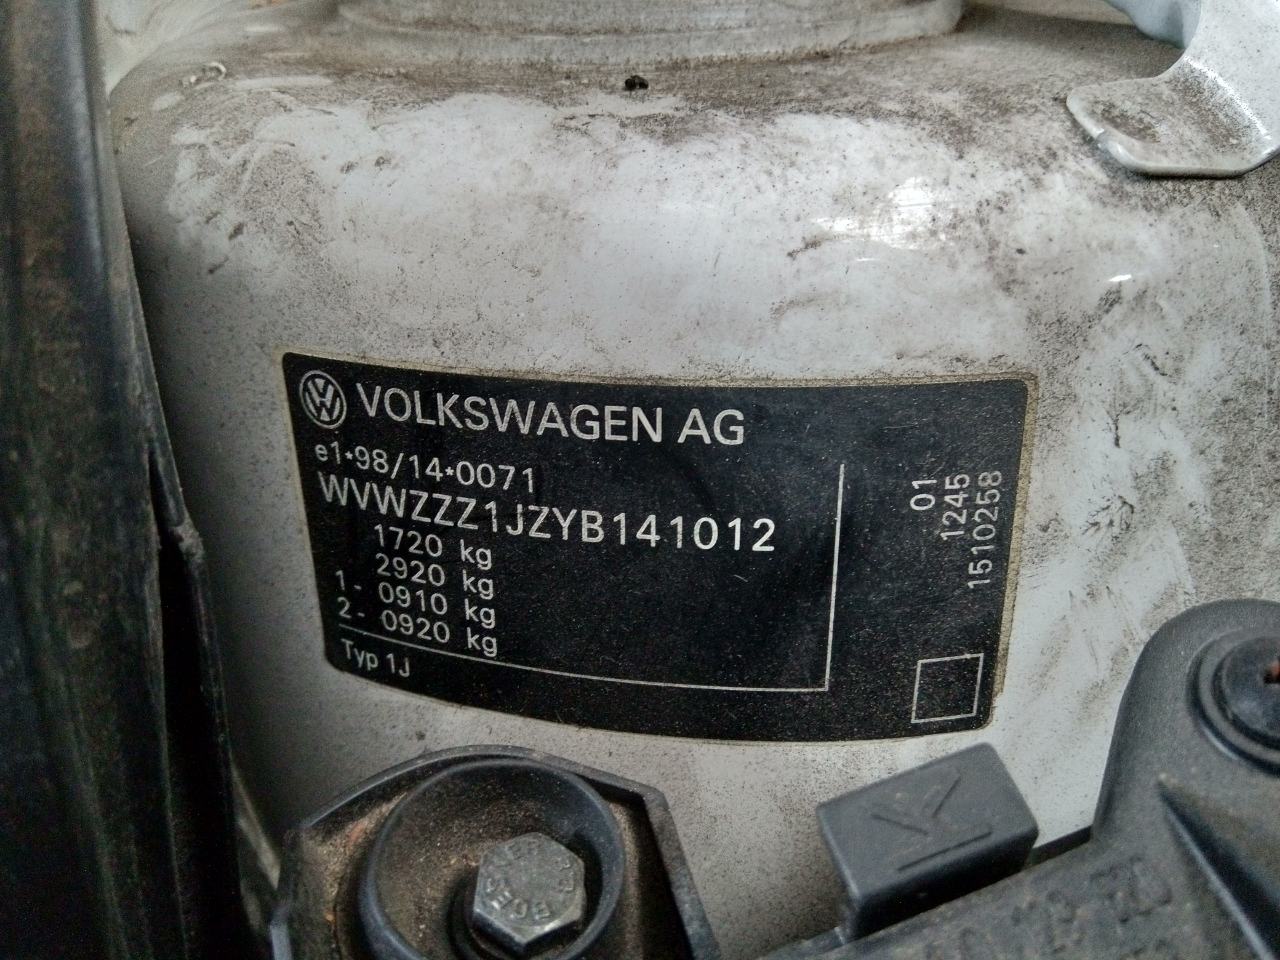 VOLKSWAGEN AG
e1*98/14*0071
WVWZZZ1JZYB141012
1720 kg
2920 kg
1- 0910 kg
2- 0920 kg
Typ 1J
01
1245
1510258
K